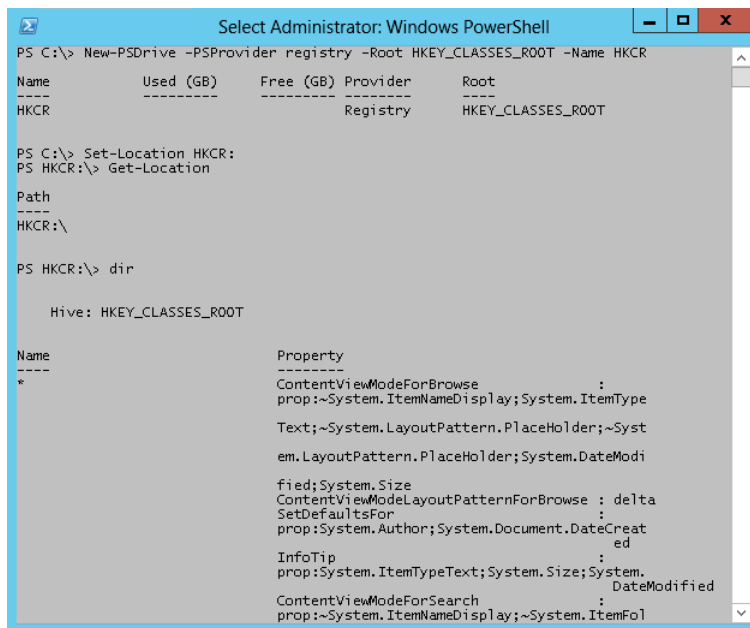 Select Administrator: Windows PowerShell
PS C:\> New-PSDrive -PSProvider registry -Root HKEY_CLASSES_ROOT -Name HKCR
Name Used (GB) Free (GB) Provider Root
---- --------- --------- -------- ----
HKCR Registry HKEY_CLASSES_ROOT
PS C:\> Set-Location HKCR:
PS HKCR:\> Get-Location
Path
----
HKCR:\
PS HKCR:\> dir
Hive: HKEY_CLASSES_ROOT
Name Property
---- --------
* ContentViewModeForBrowse :
prop:~System.ItemNameDisplay;System.ItemType
Text;~System.LayoutPattern.PlaceHolder;~Syst
em.LayoutPattern.PlaceHolder;System.DateModi
fied;System.Size
ContentViewModeLayoutPatternForBrowse : delta
SetDefaultsFor :
prop:System.Author;System.Document.DateCreat
ed
InfoTip :
prop:System.ItemTypeText;System.Size;System.
DateModified
ContentViewModeForSearch :
prop:~System.ItemNameDisplay;~System.ItemFol